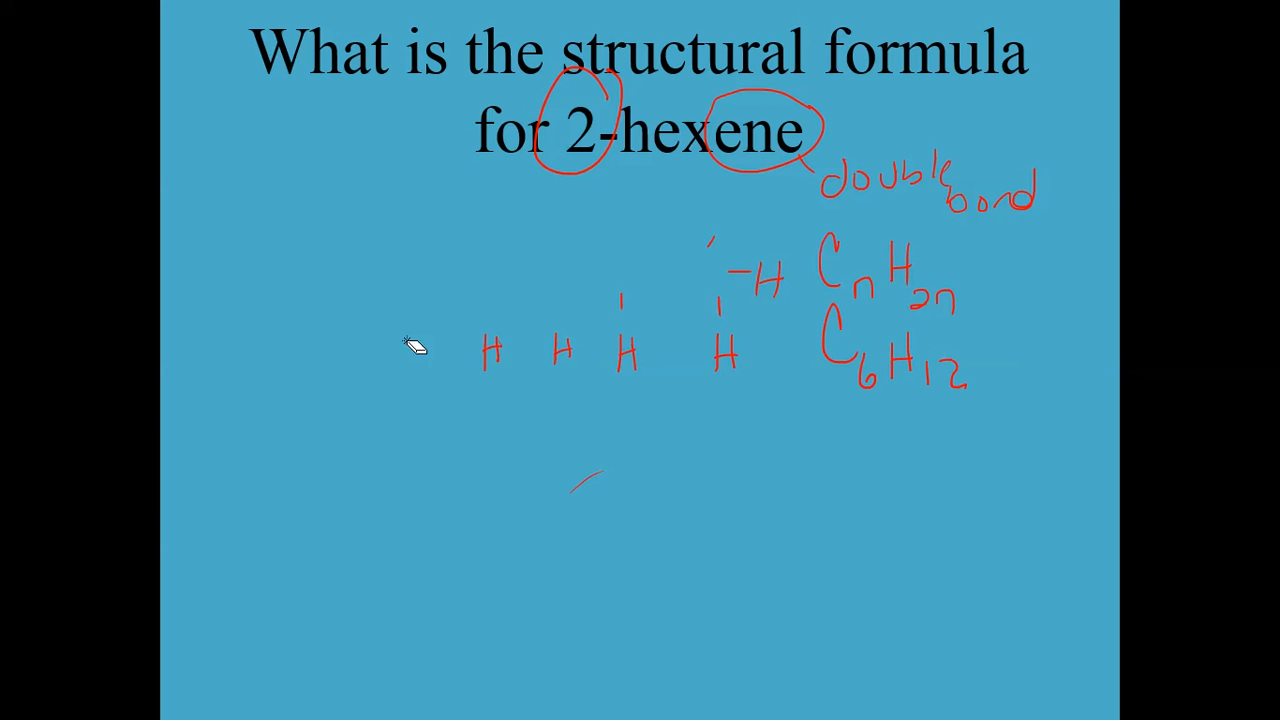 What is the structural formula
for 2-hexene
double
bond
-H CnH2n
H H H H C6H12